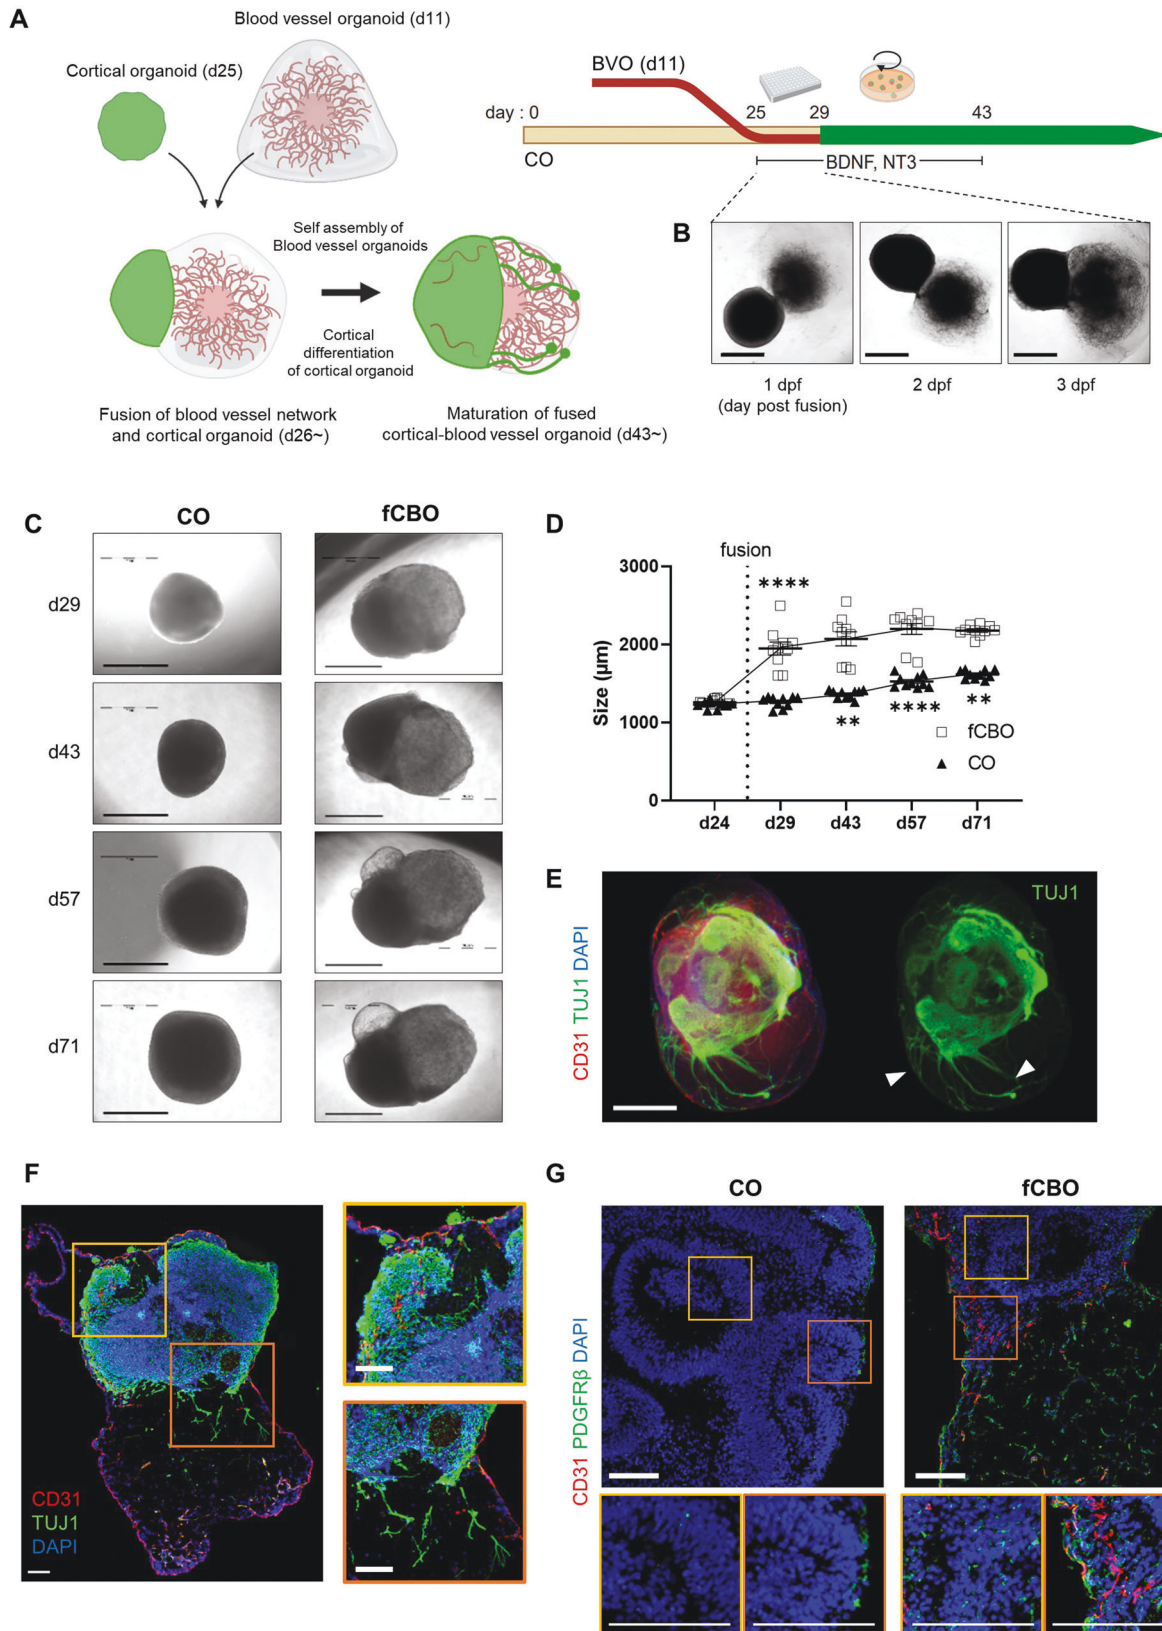 A
Blood vessel organoid (d11)
Cortical organoid (d25)
Self assembly of
Blood vessel organoids
Cortical
differentiation
of cortical organoid
Fusion of blood vessel network
and cortical organoid (d26~)
Maturation of fused
cortical-blood vessel organoid (d43~)
BVO (d11)
day : 0 25 29 43
CO
BDNF, NT3
B
1 dpf
(day post fusion)
2 dpf
3 dpf
C
CO fCBO
d29
d43
d57
d71
D
fusion
3000
2000
1000
0
Size (µm)
****
**
****
**
fCBO
CO
d24 d29 d43 d57 d71
E
CD31 TUJ1 DAPI
TUJ1
F
CD31
TUJ1
DAPI
G
CO fCBO
CD31 PDGFRβ DAPI